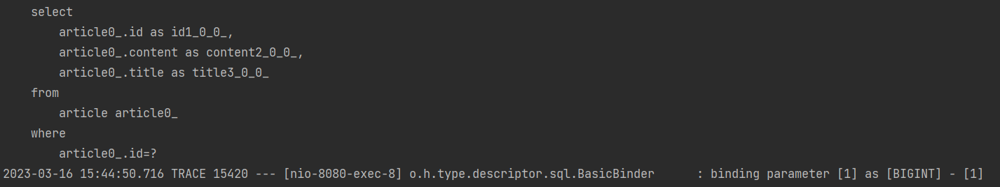 select
article0_.id as id1_0_0_,
article0_.content as content2_0_0_,
article0_.title as title3_0_0_
from
article article0_
where
article0_.id=?
2023-03-16 15:44:50.716 TRACE 15420 --- [nio-8080-exec-8] o.h.type.descriptor.sql.BasicBinder      : binding parameter [1] as [BIGINT] - [1]